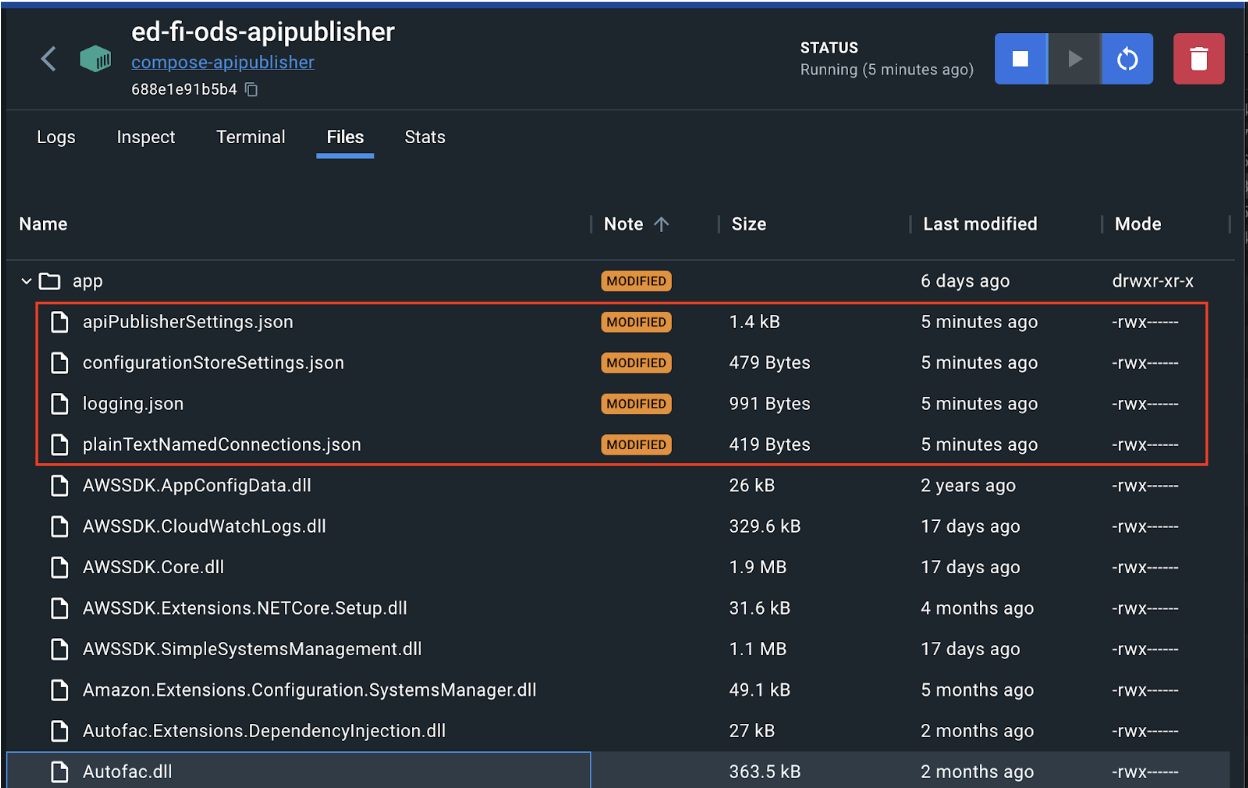 ed-fi-ods-apipublisher
compose-apipublisher
688e1e91b5b4
STATUS
Running (5 minutes ago)
Logs Inspect Terminal Files Stats
Name Note Size Last modified Mode
app MODIFIED 6 days ago drwxr-xr-x
apiPublisherSettings.json MODIFIED 1.4 kB 5 minutes ago -rwx------
configurationStoreSettings.json MODIFIED 479 Bytes 5 minutes ago -rwx------
logging.json MODIFIED 991 Bytes 5 minutes ago -rwx------
plainTextNamedConnections.json MODIFIED 419 Bytes 5 minutes ago -rwx------
AWSSDK.AppConfigData.dll 26 kB 2 years ago -rwx------
AWSSDK.CloudWatchLogs.dll 329.6 kB 17 days ago -rwx------
AWSSDK.Core.dll 1.9 MB 17 days ago -rwx------
AWSSDK.Extensions.NETCore.Setup.dll 31.6 kB 4 months ago -rwx------
AWSSDK.SimpleSystemsManagement.dll 1.1 MB 17 days ago -rwx------
Amazon.Extensions.Configuration.SystemsManager.dll 49.1 kB 5 months ago -rwx------
Autofac.Extensions.DependencyInjection.dll 27 kB 2 months ago -rwx------
Autofac.dll 363.5 kB 2 months ago -rwx------